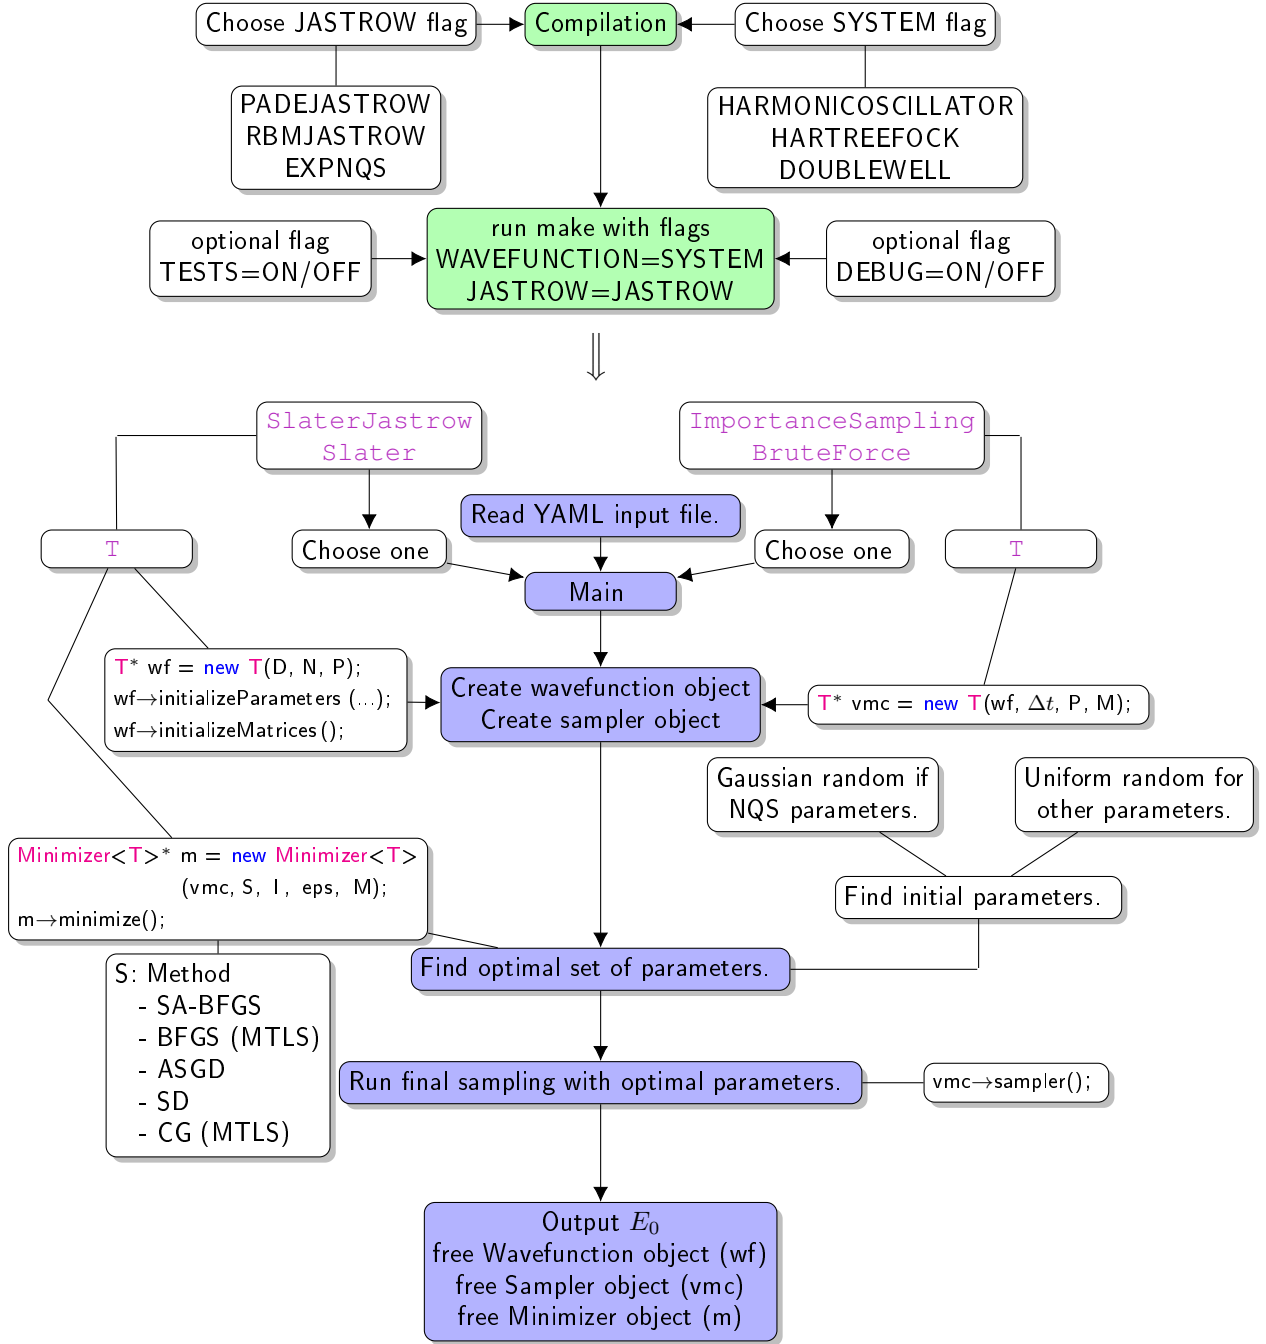 Choose JASTROW flag
Compilation
Choose SYSTEM flag
PADEJASTROW
RBMJASTROW
EXPNQS
HARMONICOSCILLATOR
HARTREEFOCK
DOUBLEWELL
optional flag
TESTS=ON/OFF
run make with flags
WAVEFUNCTION=SYSTEM
JASTROW=JASTROW
optional flag
DEBUG=ON/OFF
⇓
SlaterJastrow
Slater
ImportanceSampling
BruteForce
Read YAML input file.
T
Choose one
Choose one
T
Main
T* wf = new T(D, N, P);
wf→initializeParameters(...);
wf→initializeMatrices();
Create wavefunction object
Create sampler object
T* vmc = new T(wf, Δt, P, M);
Gaussian random if
NQS parameters.
Uniform random for
other parameters.
Minimizer<T>* m = new Minimizer<T>
(vmc, S, I, eps, M);
m→minimize();
Find initial parameters.
Find optimal set of parameters.
S: Method
- SA-BFGS
- BFGS (MTLS)
- ASGD
- SD
- CG (MTLS)
Run final sampling with optimal parameters.
vmc→sampler();
Output E₀
free Wavefunction object (wf)
free Sampler object (vmc)
free Minimizer object (m)